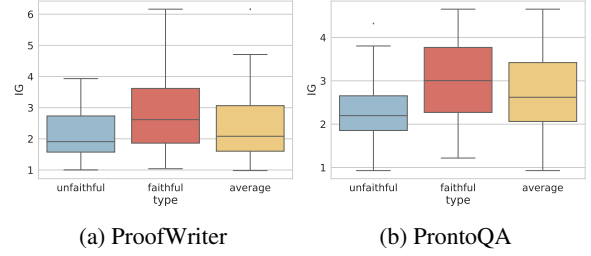 6
5
4
3
2
1
IG
unfaithful faithful average
type
(a) ProofWriter
4
3
2
1
IG
unfaithful faithful average
type
(b) ProntoQA